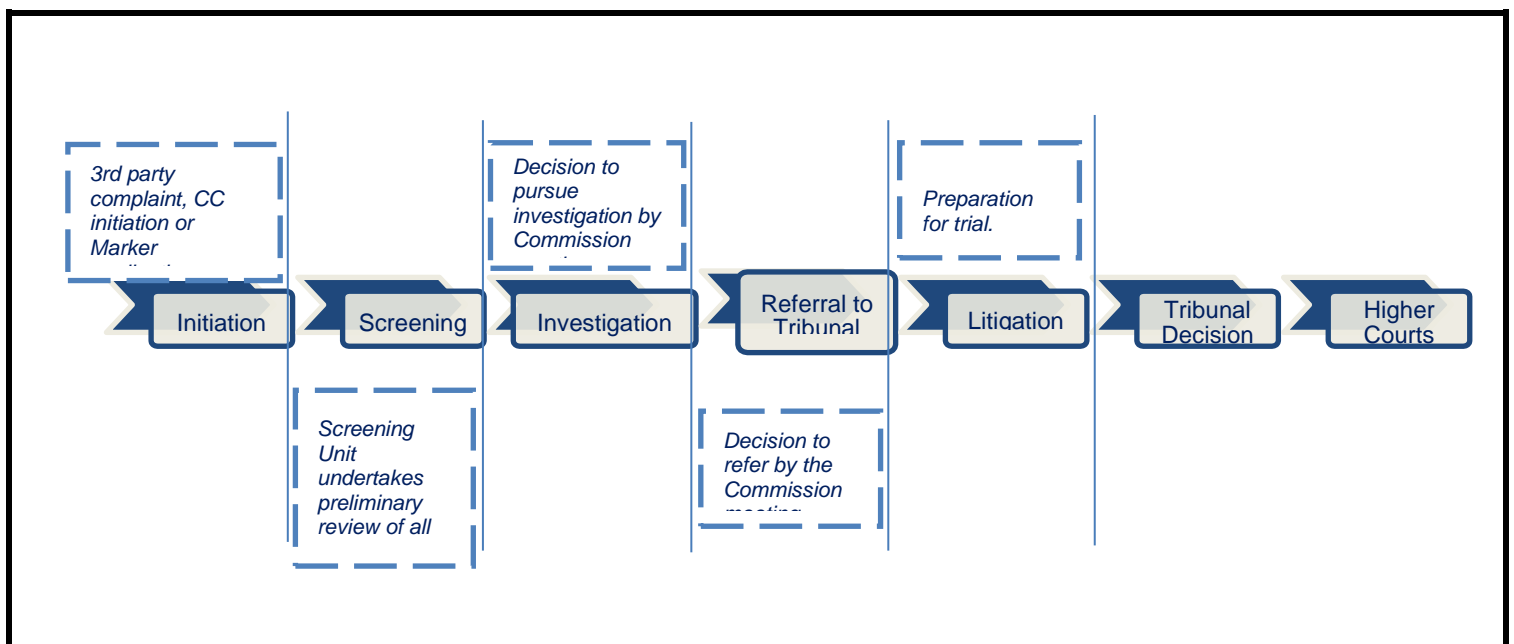 3rd party
complaint, CC
initiation or
Marker
Decision to
pursue
investigation by
Commission
Preparation
for trial.
Initiation
Screening
Investigation
Referral to
Tribunal
Litigation
Tribunal
Decision
Higher
Courts
Screening
Unit
undertakes
preliminary
review of all
Decision to
refer by the
Commission
meeting